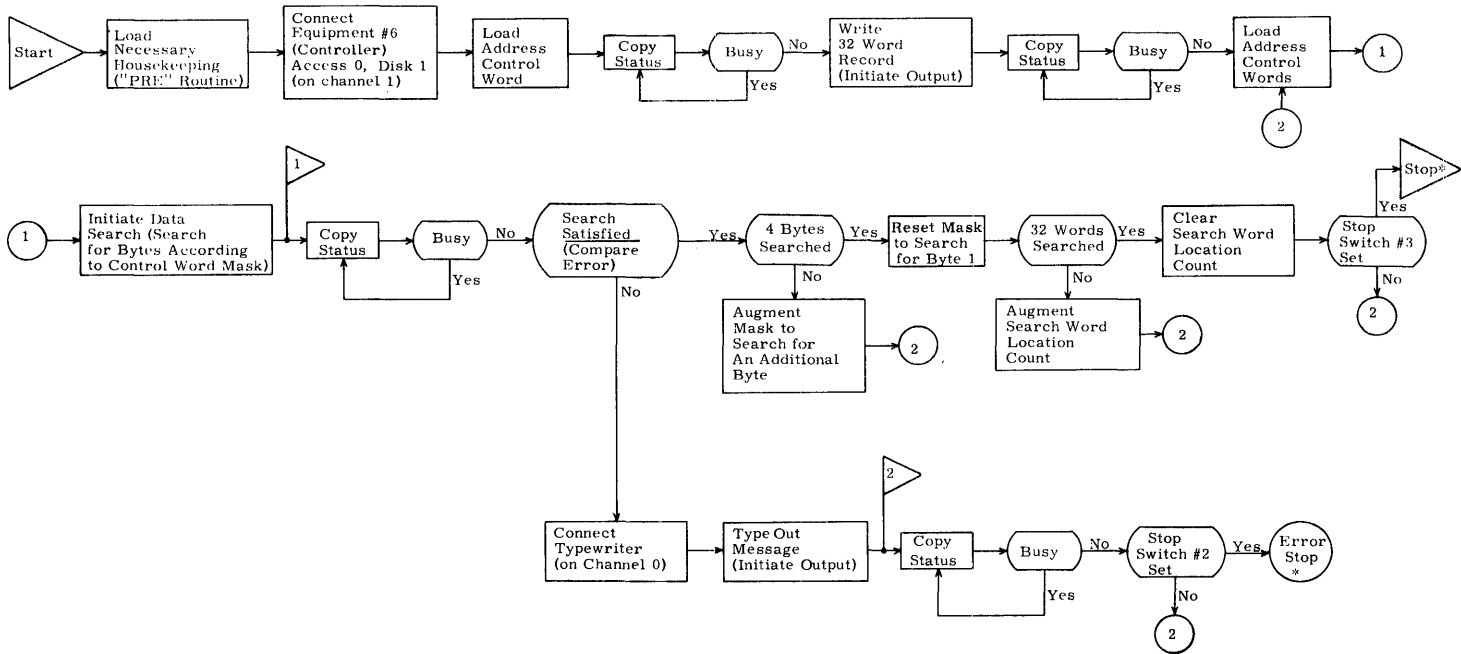 Start
Load
Necessary
Housekeeping
("PRE" Routine)
Connect
Equipment #6
(Controller)
Access 0, Disk 1
(on channel 1)
Load
Address
Control
Word
Copy
Status
Busy
No
Yes
Write
32 Word
Record
(Initiate Output)
Copy
Status
Busy
No
Yes
Load
Address
Control
Words
1
2
1
Initiate Data
Search (Search
for Bytes According
to Control Word Mask)
1
Copy
Status
Busy
No
Yes
Search
Satisfied
(Compare
Error)
Yes
No
4 Bytes
Searched
Yes
No
Augment
Mask to
Search for
An Additional
Byte
2
Reset Mask
to Search
for Byte 1
32 Words
Searched
Yes
No
Augment
Search Word
Location
Count
2
Clear
Search Word
Location
Count
Stop
Switch #3
Set
Yes
Stop*
No
2
Connect
Typewriter
(on Channel 0)
Type Out
Message
(Initiate Output)
2
Copy
Status
Busy
No
Yes
Stop
Switch #2
Set
Yes
No
2
Error
Stop
*